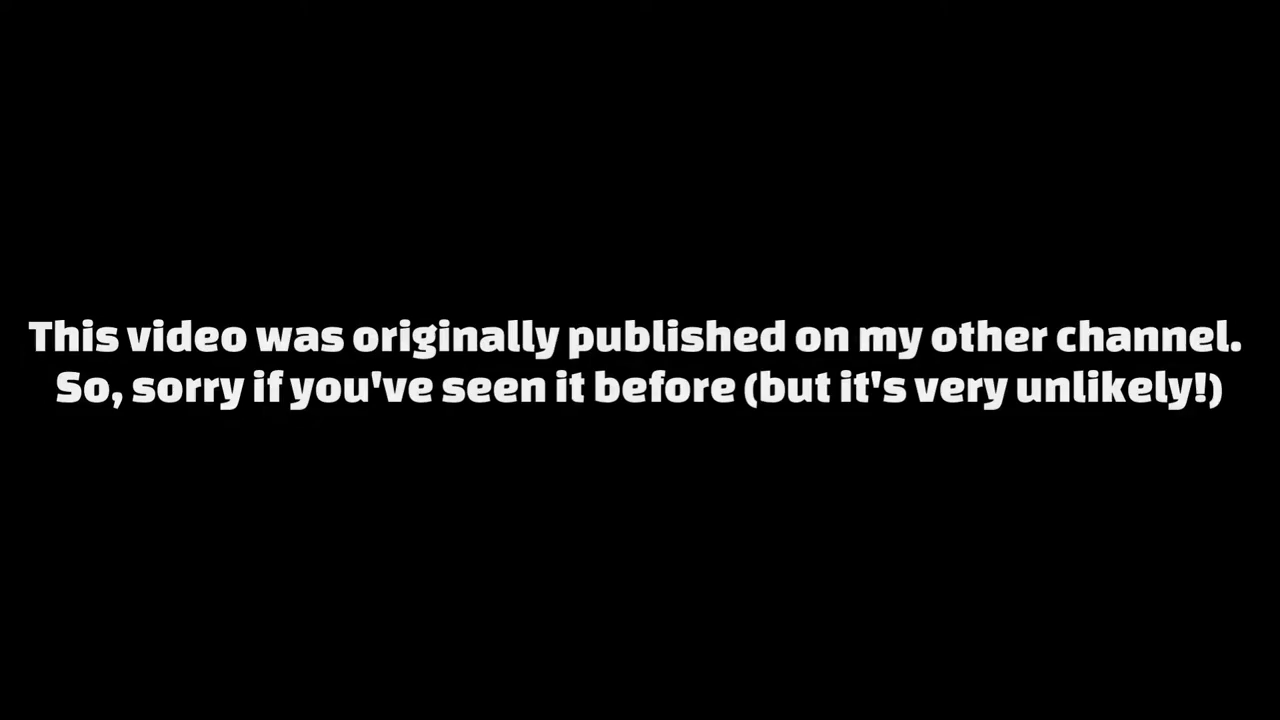 This video was originally published on my other channel.
So, sorry if you've seen it before (but it's very unlikely!)